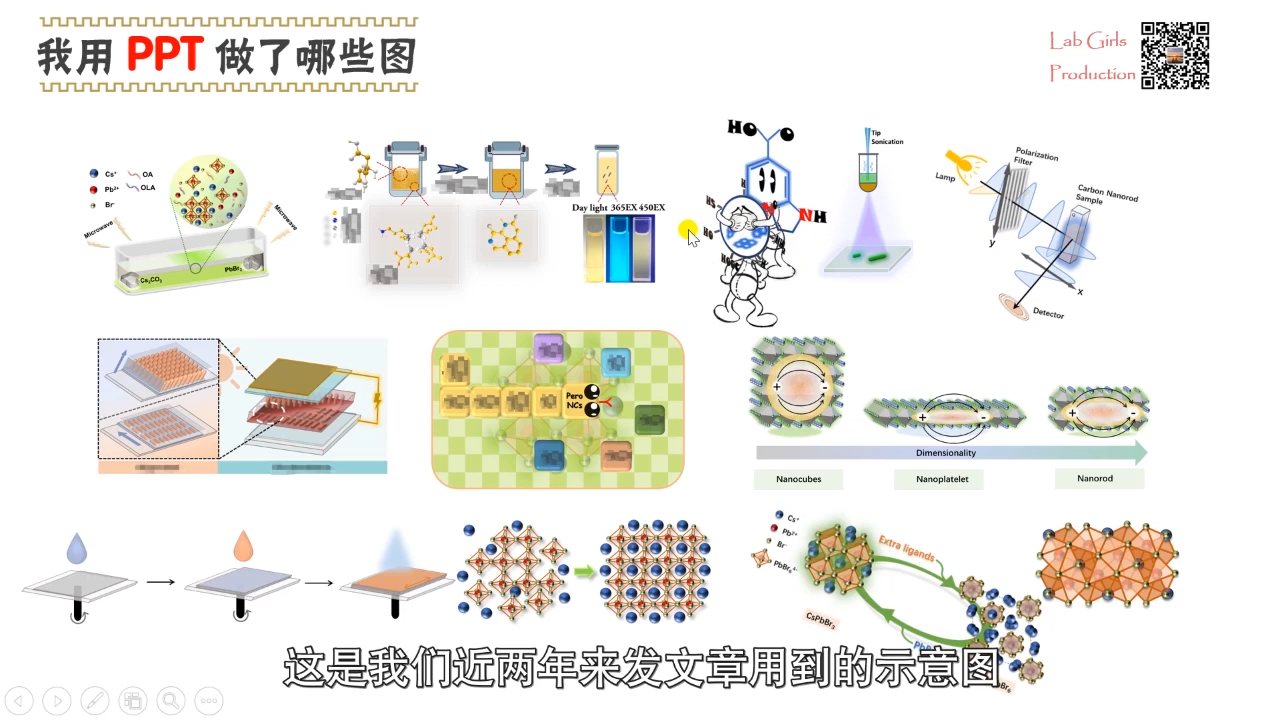 我用 PPT 做了哪些图
Lab Girls
Production
Cs⁺
OA
Pb²⁺
OLA
Br⁻
Microwave
Microwave
PbBr₂
Cs₂CO₃
Day light 365EX 450EX
HO
H
HS
HO
NH
Tip
Sonication
Lamp
Polarization
Filter
Carbon Nanorod
Sample
y
x
Detector
Pero
NCs
+ -
+ -
+ -
Dimensionality
Nanocubes
Nanoplatelet
Nanorod
Cs⁺
Pb²⁺
Br⁻
PbBr₆⁴⁻
Extra ligands
CsPbBr₃
这是我们近两年来发文章用到的示意图